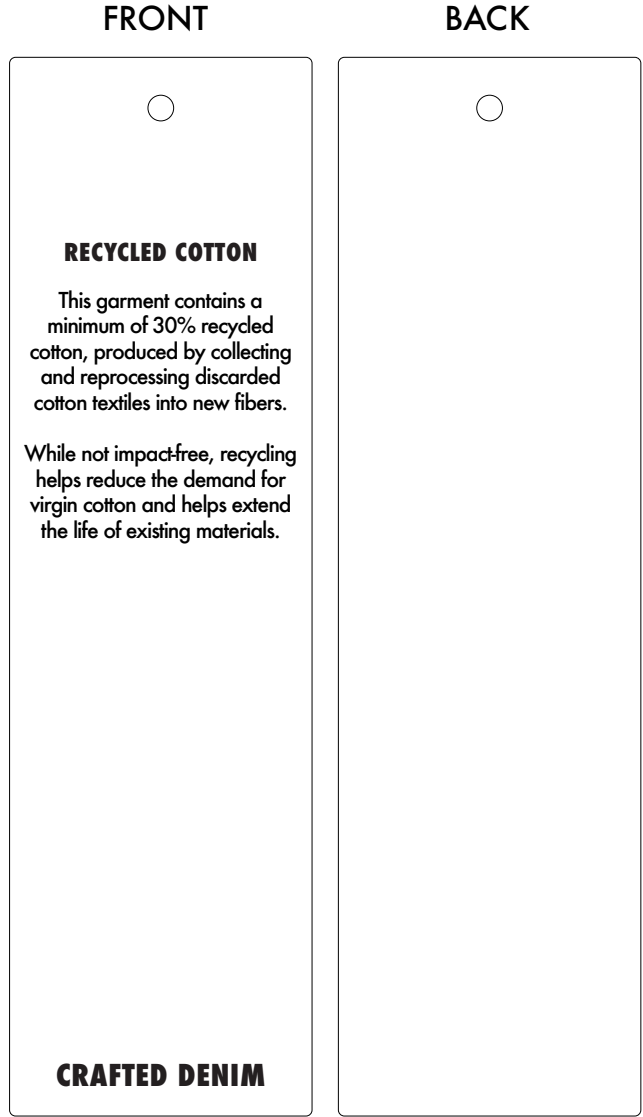 FRONT
BACK
RECYCLED COTTON
This garment contains a
minimum of 30% recycled
cotton, produced by collecting
and reprocessing discarded
cotton textiles into new fibers.
While not impact-free, recycling
helps reduce the demand for
virgin cotton and helps extend
the life of existing materials.
CRAFTED DENIM